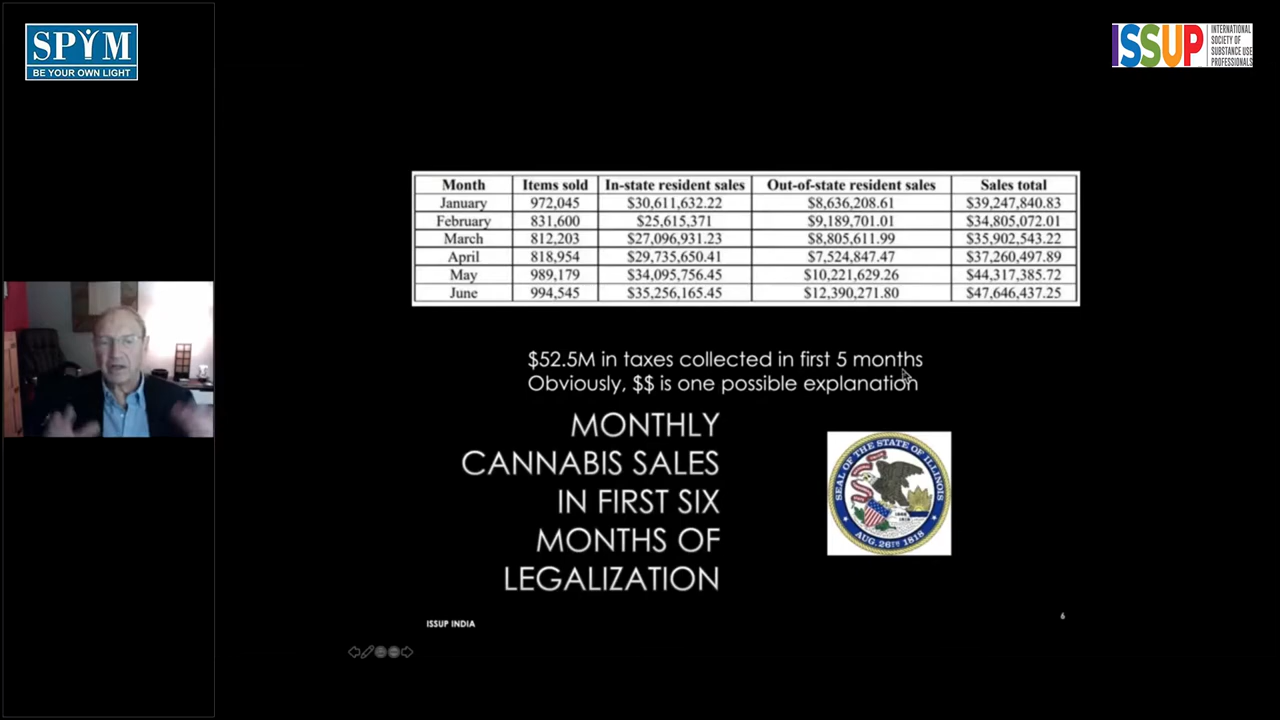 SPYM
BE YOUR OWN LIGHT
ISSUP
INTERNATIONAL
SOCIETY OF
SUBSTANCE USE
PROFESSIONALS
Month Items sold In-state resident sales Out-of-state resident sales Sales total
January 972,045 $30,611,632.22 $8,636,208.61 $39,247,840.83
February 831,600 $25,615,371 $9,189,701.01 $34,805,072.01
March 812,203 $27,096,931.23 $8,805,611.99 $35,902,543.22
April 818,954 $29,735,650.41 $7,524,847.47 $37,260,497.89
May 989,179 $34,095,756.45 $10,221,629.26 $44,317,385.72
June 994,545 $35,256,165.45 $12,390,271.80 $47,646,437.25
$52.5M in taxes collected in first 5 months
Obviously, $$ is one possible explanation
MONTHLY
CANNABIS SALES
IN FIRST SIX
MONTHS OF
LEGALIZATION
SEAL OF THE STATE OF ILLINOIS
AUG. 26TH 1818
ISSUP INDIA
6